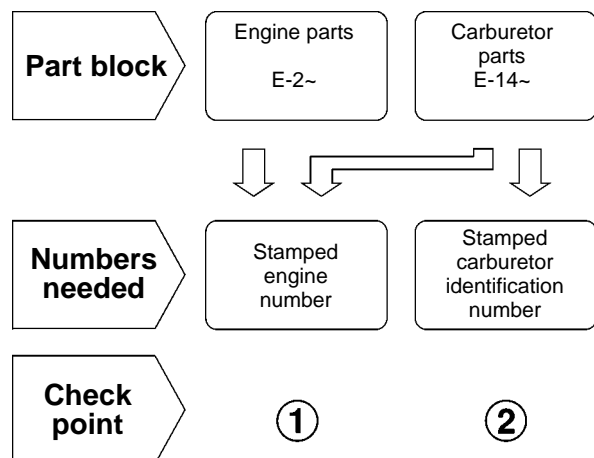 Part block
Engine parts
E-2~
Carburetor
parts
E-14~
Numbers
needed
Stamped
engine
number
Stamped
carburetor
identification
number
Check
point
①
②